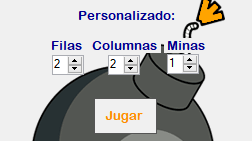 Personalizado:
Filas Columnas Minas
2 2 1
Jugar